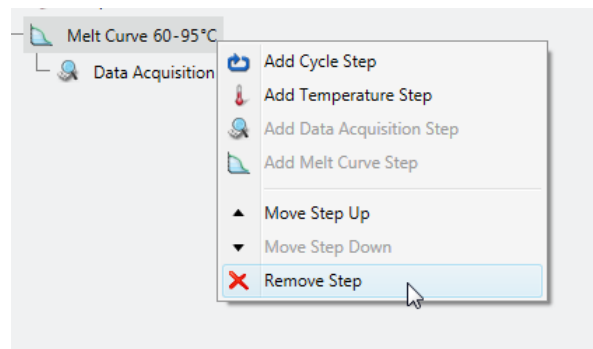 Melt Curve 60-95°C
Data Acquisition
Add Cycle Step
Add Temperature Step
Add Data Acquisition Step
Add Melt Curve Step
Move Step Up
Move Step Down
Remove Step